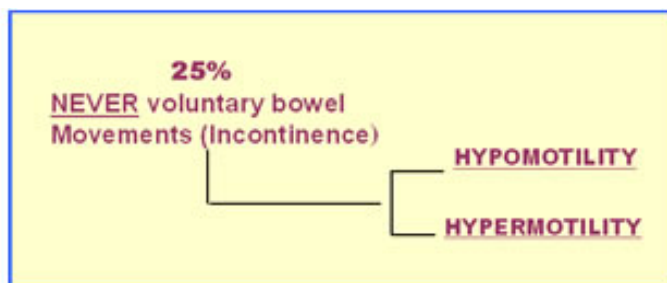 25%
NEVER voluntary bowel
Movements (Incontinence)
HYPOMOTILITY
HYPERMOTILITY